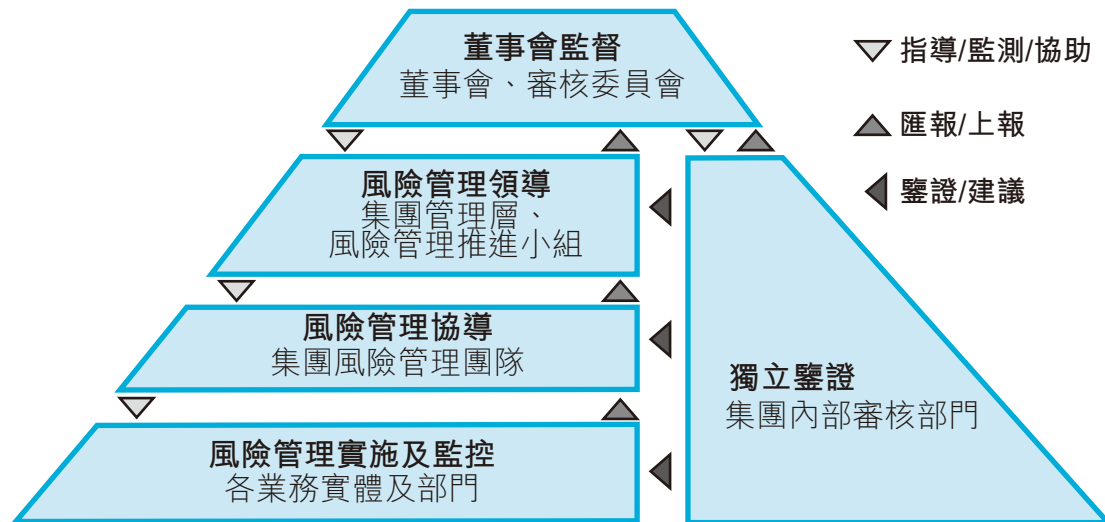 董事會監督
董事會、審核委員會
指導/監測/協助
匯報/上報
鑒證/建議
風險管理領導
集團管理層、
風險管理推進小組
風險管理協導
集團風險管理團隊
獨立鑒證
集團內部審核部門
風險管理實施及監控
各業務實體及部門